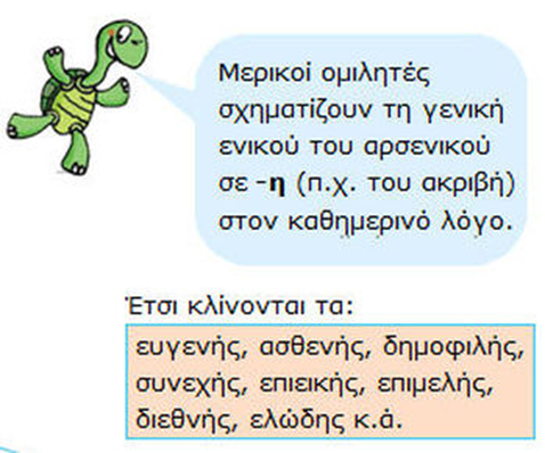 Μερικοί ομιλητές
σχηματίζουν τη γενική
ενικού του αρσενικού
σε -η (π.χ. του ακριβή)
στον καθημερινό λόγο.
Έτσι κλίνονται τα:
ευγενής, ασθενής, δημοφιλής,
συνεχής, επιεικής, επιμελής,
διεθνής, ελώδης κ.ά.